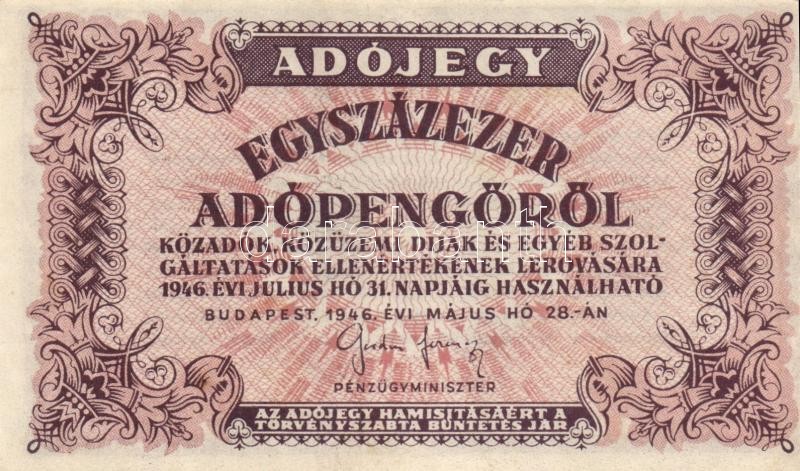 ADÓJEGY
EGYSZÁZEZER
ADÓPENGŐRŐL
KÖZADÓK, KÖZÜZEMI DIJAK ÉS EGYÉB SZOL-
GÁLTATÁSOK ELLENÉRTÉKÉNEK LEROVÁSÁRA
1946. ÉVI JULIUS HÓ 31. NAPJÁIG HASZNÁLHATÓ
BUDAPEST, 1946. ÉVI MÁJUS HÓ 28.-ÁN
PÉNZÜGYMINISZTER
AZ ADÓJEGY HAMISITÁSÁÉRT A
TÖRVÉNYSZABTA BÜNTETÉS JÁR